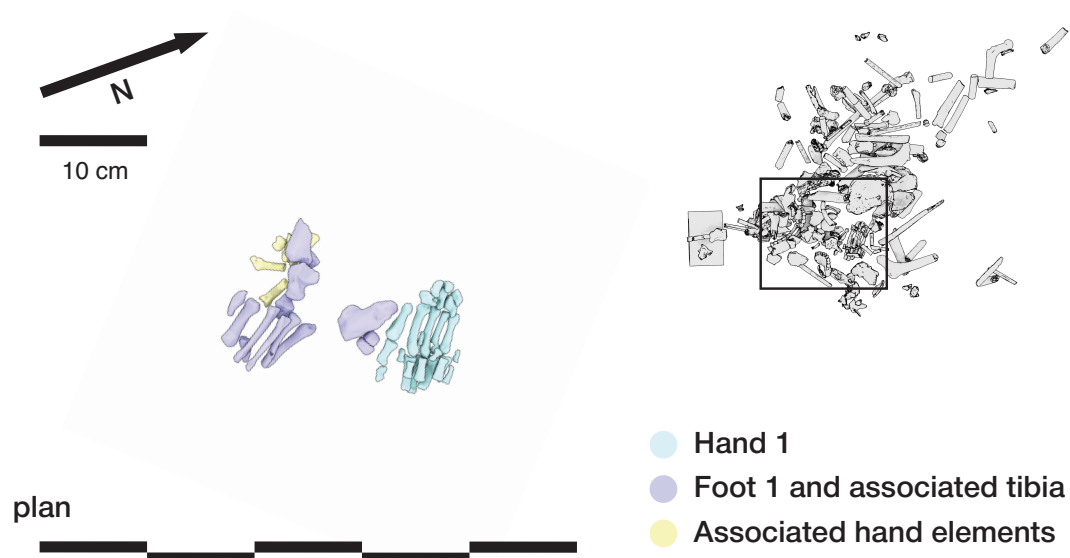 N
10 cm
Hand 1
Foot 1 and associated tibia
Associated hand elements
plan